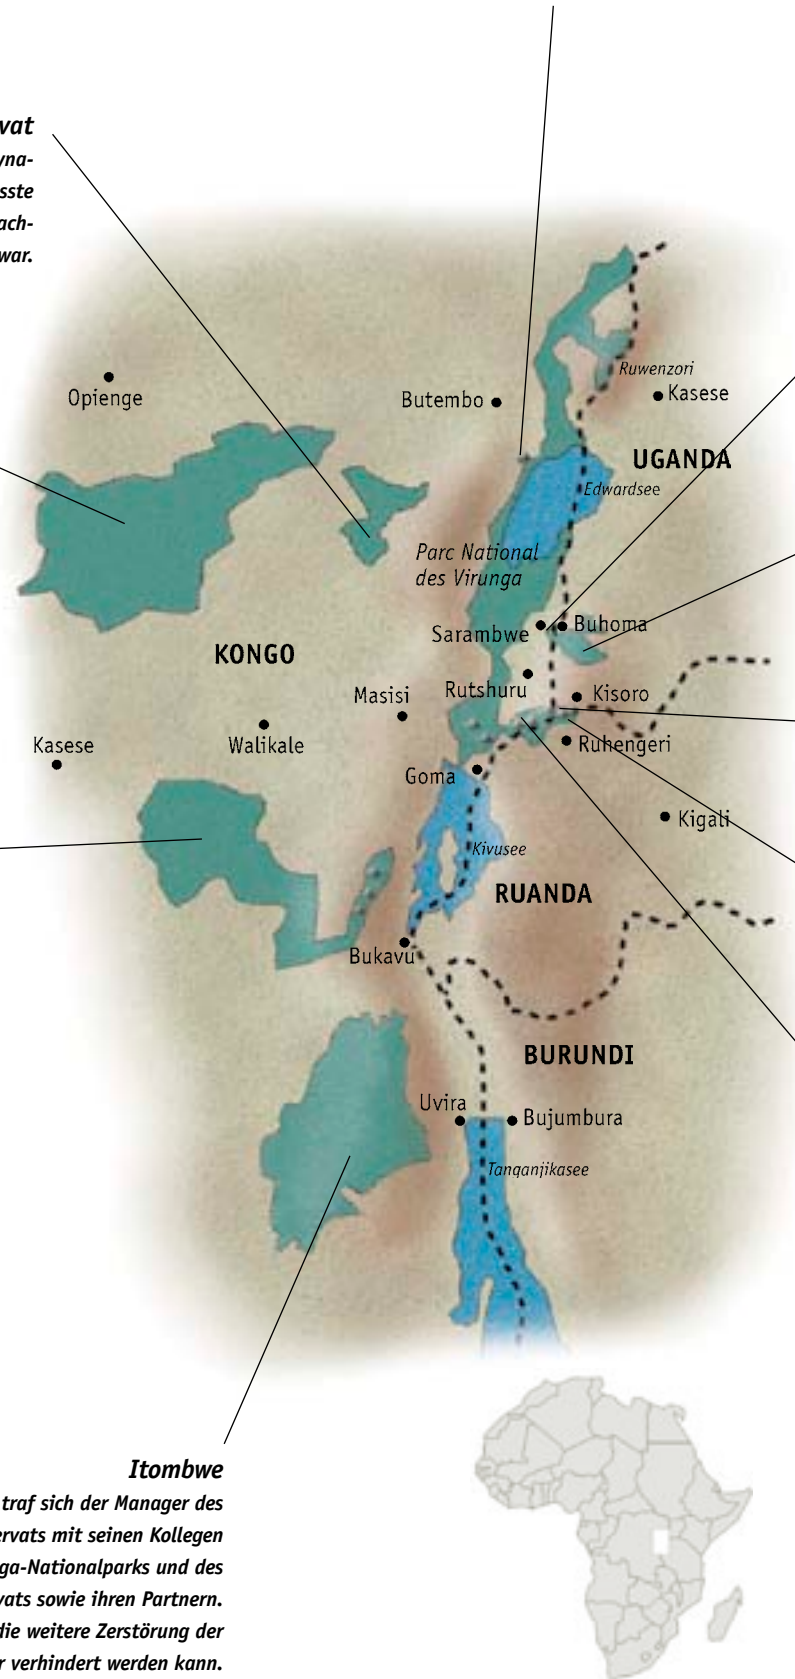 vat
yna-
sste
ach-
war.
Ruwenzori
Opienge
Butembo
Kasese
UGANDA
Edwardsee
Parc National
des Virunga
Sarambwe
Buhoma
KONGO
Rutshuru
Kisoro
Masisi
Kasese
Walikale
Ruhengeri
Goma
Kigali
Kivusee
RUANDA
Bukavu
BURUNDI
Uvira
Bujumbura
Tanganjikasee
Itombwe
traf sich der Manager des
ervats mit seinen Kollegen
ga-Nationalparks und des
vats sowie ihren Partnern.
die weitere Zerstörung der
r verhindert werden kann.